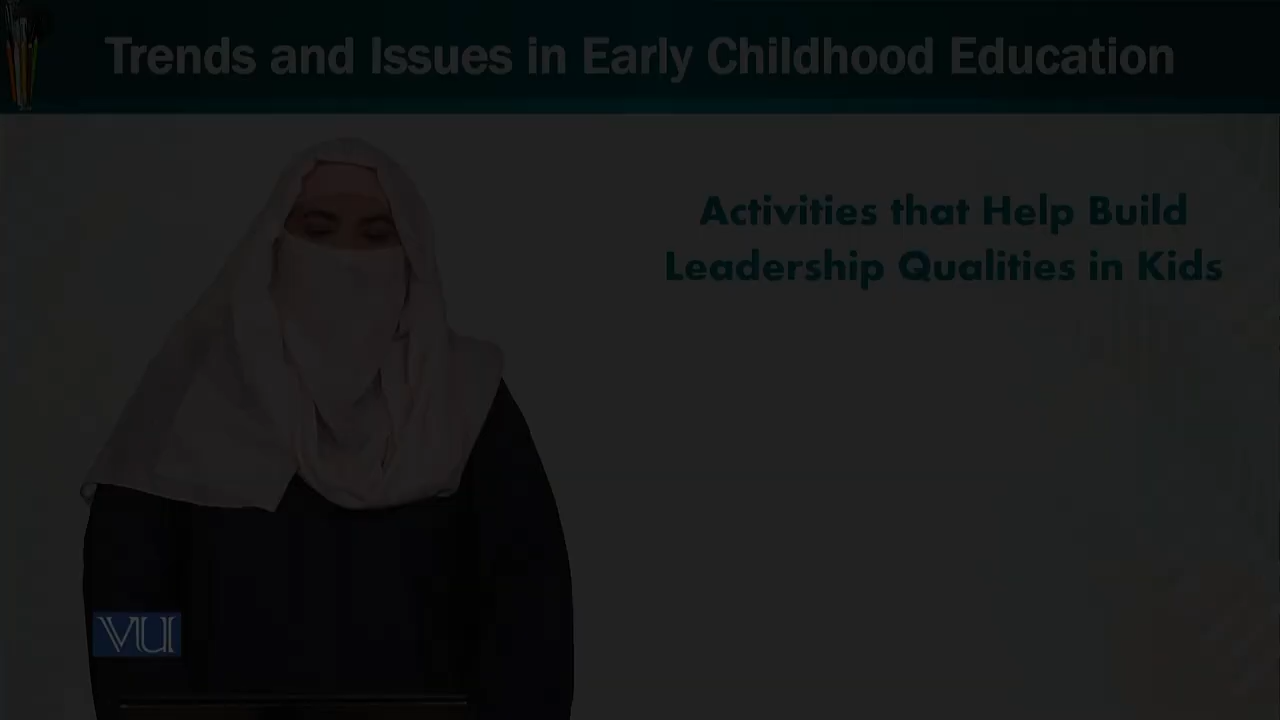 Trends and Issues in Early Childhood Education
Activities that Help Build
Leadership Qualities in Kids
VU